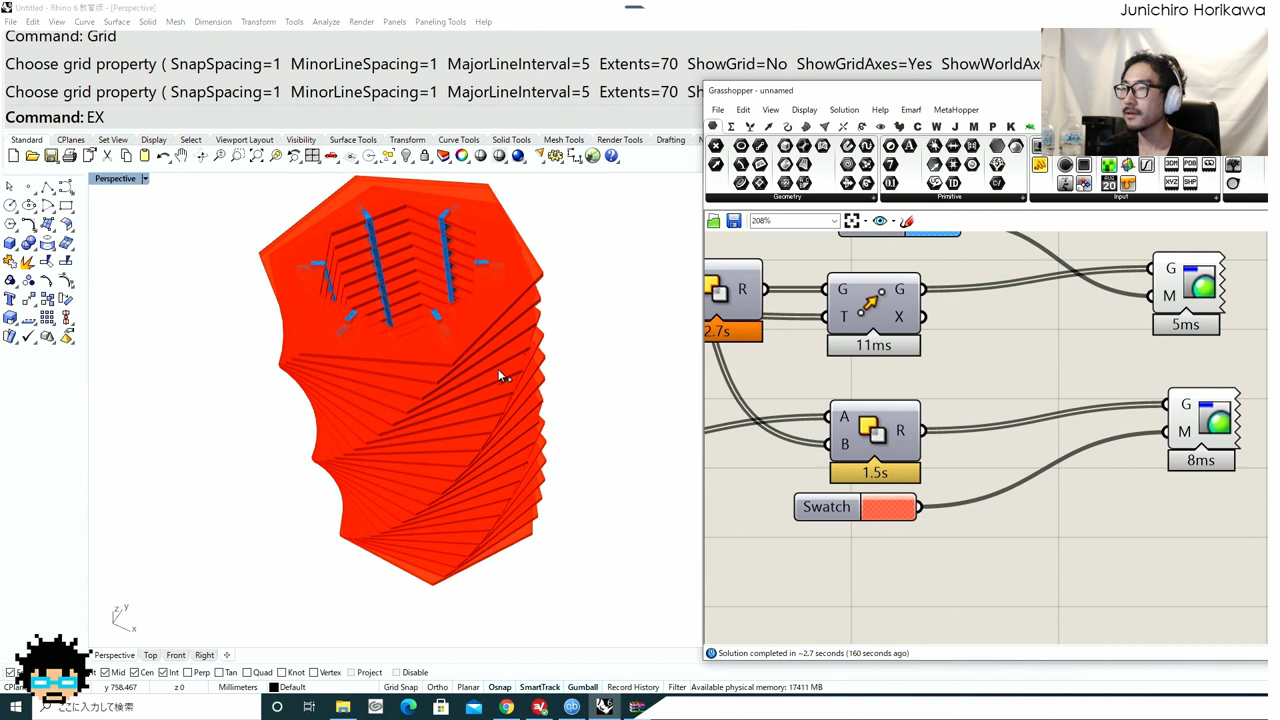 Untitled - Rhino 6 教育版 - [Perspective]
Junichiro Horikawa
File Edit View Curve Surface Solid Mesh Dimension Transform Tools Analyze Render Panels Paneling Tools Help
Command: Grid
Choose grid property ( SnapSpacing=1 MinorLineSpacing=1 MajorLineInterval=5 Extents=70 ShowGrid=No ShowGridAxes=Yes ShowWorldAxe
Choose grid property ( SnapSpacing=1 MinorLineSpacing=1 MajorLineInterval=5 Extents=70 Sh
Command: EX
Standard CPlanes Set View Display Select Viewport Layout Visibility Transform Curve Tools Surface Tools Solid Tools Mesh Tools Render Tools Drafting
Perspective
Grasshopper - unnamed
File Edit View Display Solution Help Emarf MetaHopper
C W J M P K
Geometry Primitive Input
208%
R
2.7s
G G
T X
11ms
G
M
5ms
A R
B
1.5s
G
M
8ms
Swatch
z y
x
Perspective Top Front Right
Mid Cen Int Perp Tan Quad Knot Vertex Project Disable
Solution completed in ~2.7 seconds (160 seconds ago)
CPlan y 758.467 z 0 Millimeters Default Grid Snap Ortho Planar Osnap SmartTrack Gumball Record History Filter Available physical memory: 17411 MB
ここに入力して検索